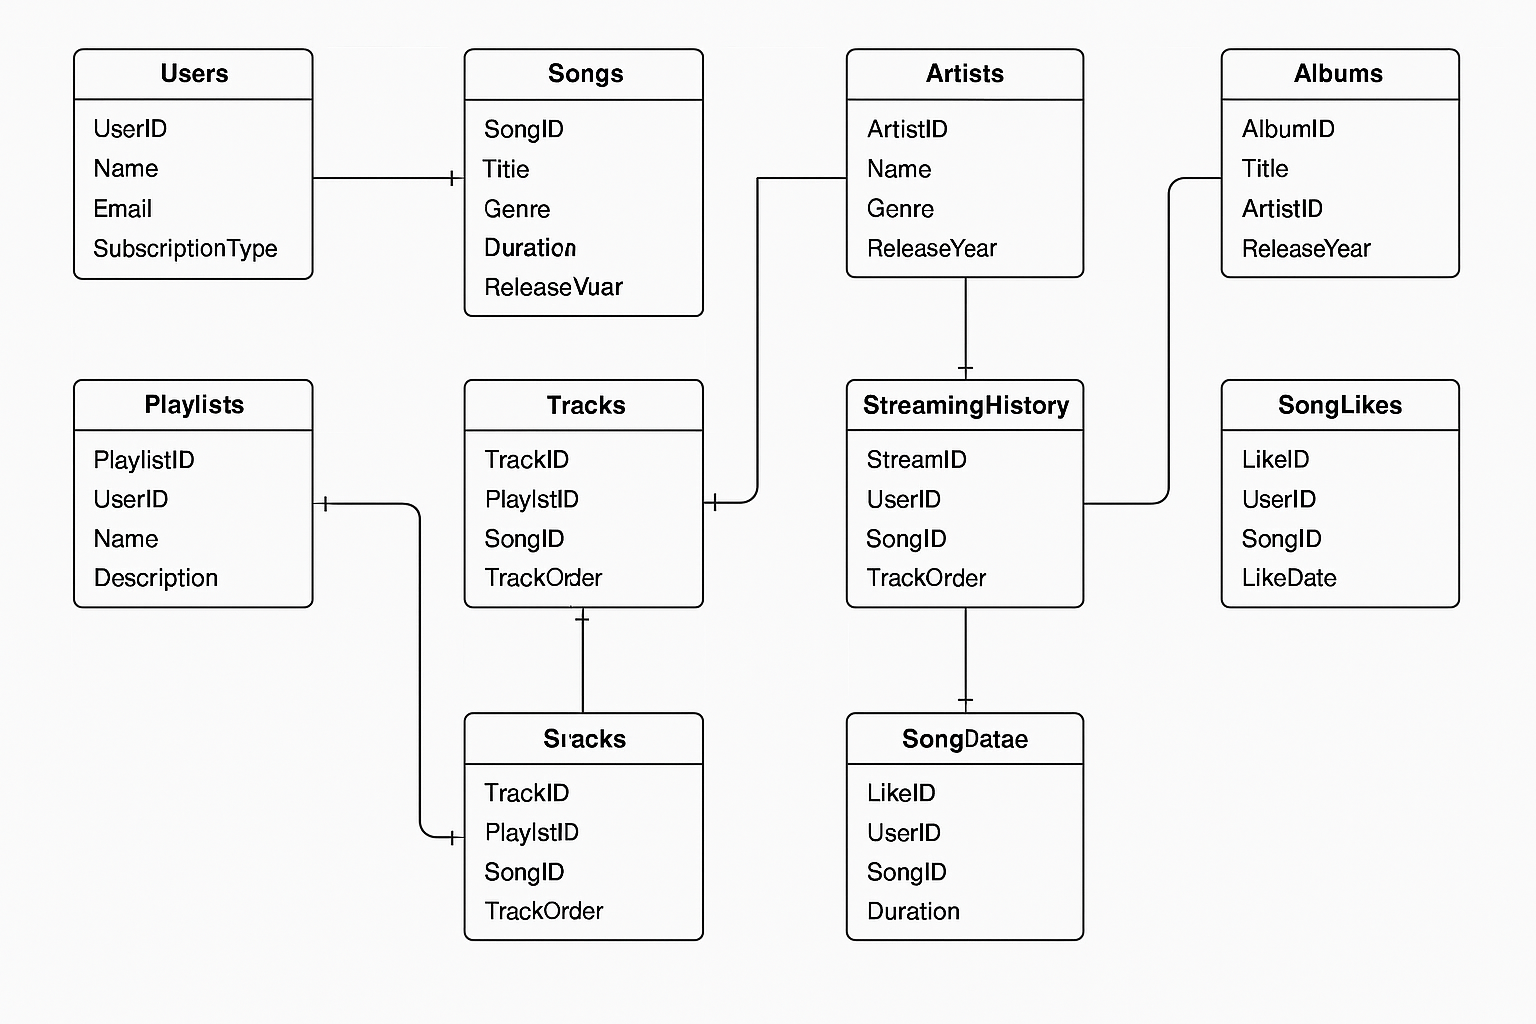 Users
UserID
Name
Email
SubscriptionType
Songs
SongID
Titie
Genre
Duration
ReleaseVuar
Artists
ArtistID
Name
Genre
ReleaseYear
Albums
AlbumID
Title
ArtistID
ReleaseYear
Playlists
PlaylistID
UserID
Name
Description
Tracks
TrackID
PlaylstID
SongID
TrackOrder
StreamingHistory
StreamID
UserID
SongID
TrackOrder
SongLikes
LikeID
UserID
SongID
LikeDate
TrackID
PlaylstID
SongID
TrackOrder
SongDatae
LikeID
UserID
SongID
Duration